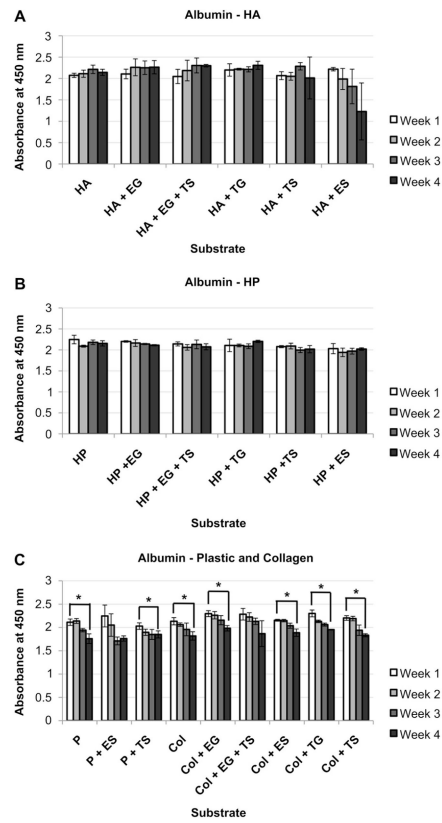 A
Albumin - HA
Absorbance at 450 nm
2.5
2
1.5
1
0.5
0
HA
HA + EG
HA + EG + TS
HA + TG
HA + TS
HA + ES
Substrate
Week 1
Week 2
Week 3
Week 4
B
Albumin - HP
Absorbance at 450 nm
2.5
2
1.5
1
0.5
0
HP
HP +EG
HP + EG + TS
HP + TG
HP +TS
HP + ES
Substrate
Week 1
Week 2
Week 3
Week 4
C
Albumin - Plastic and Collagen
Absorbance at 450 nm
2.5
2
1.5
1
0.5
0
* * * * * * *
P
P + ES
P + TS
Col
Col + EG
Col + EG + TS
Col + ES
Col + TG
Col + TS
Substrate
Week 1
Week 2
Week 3
Week 4